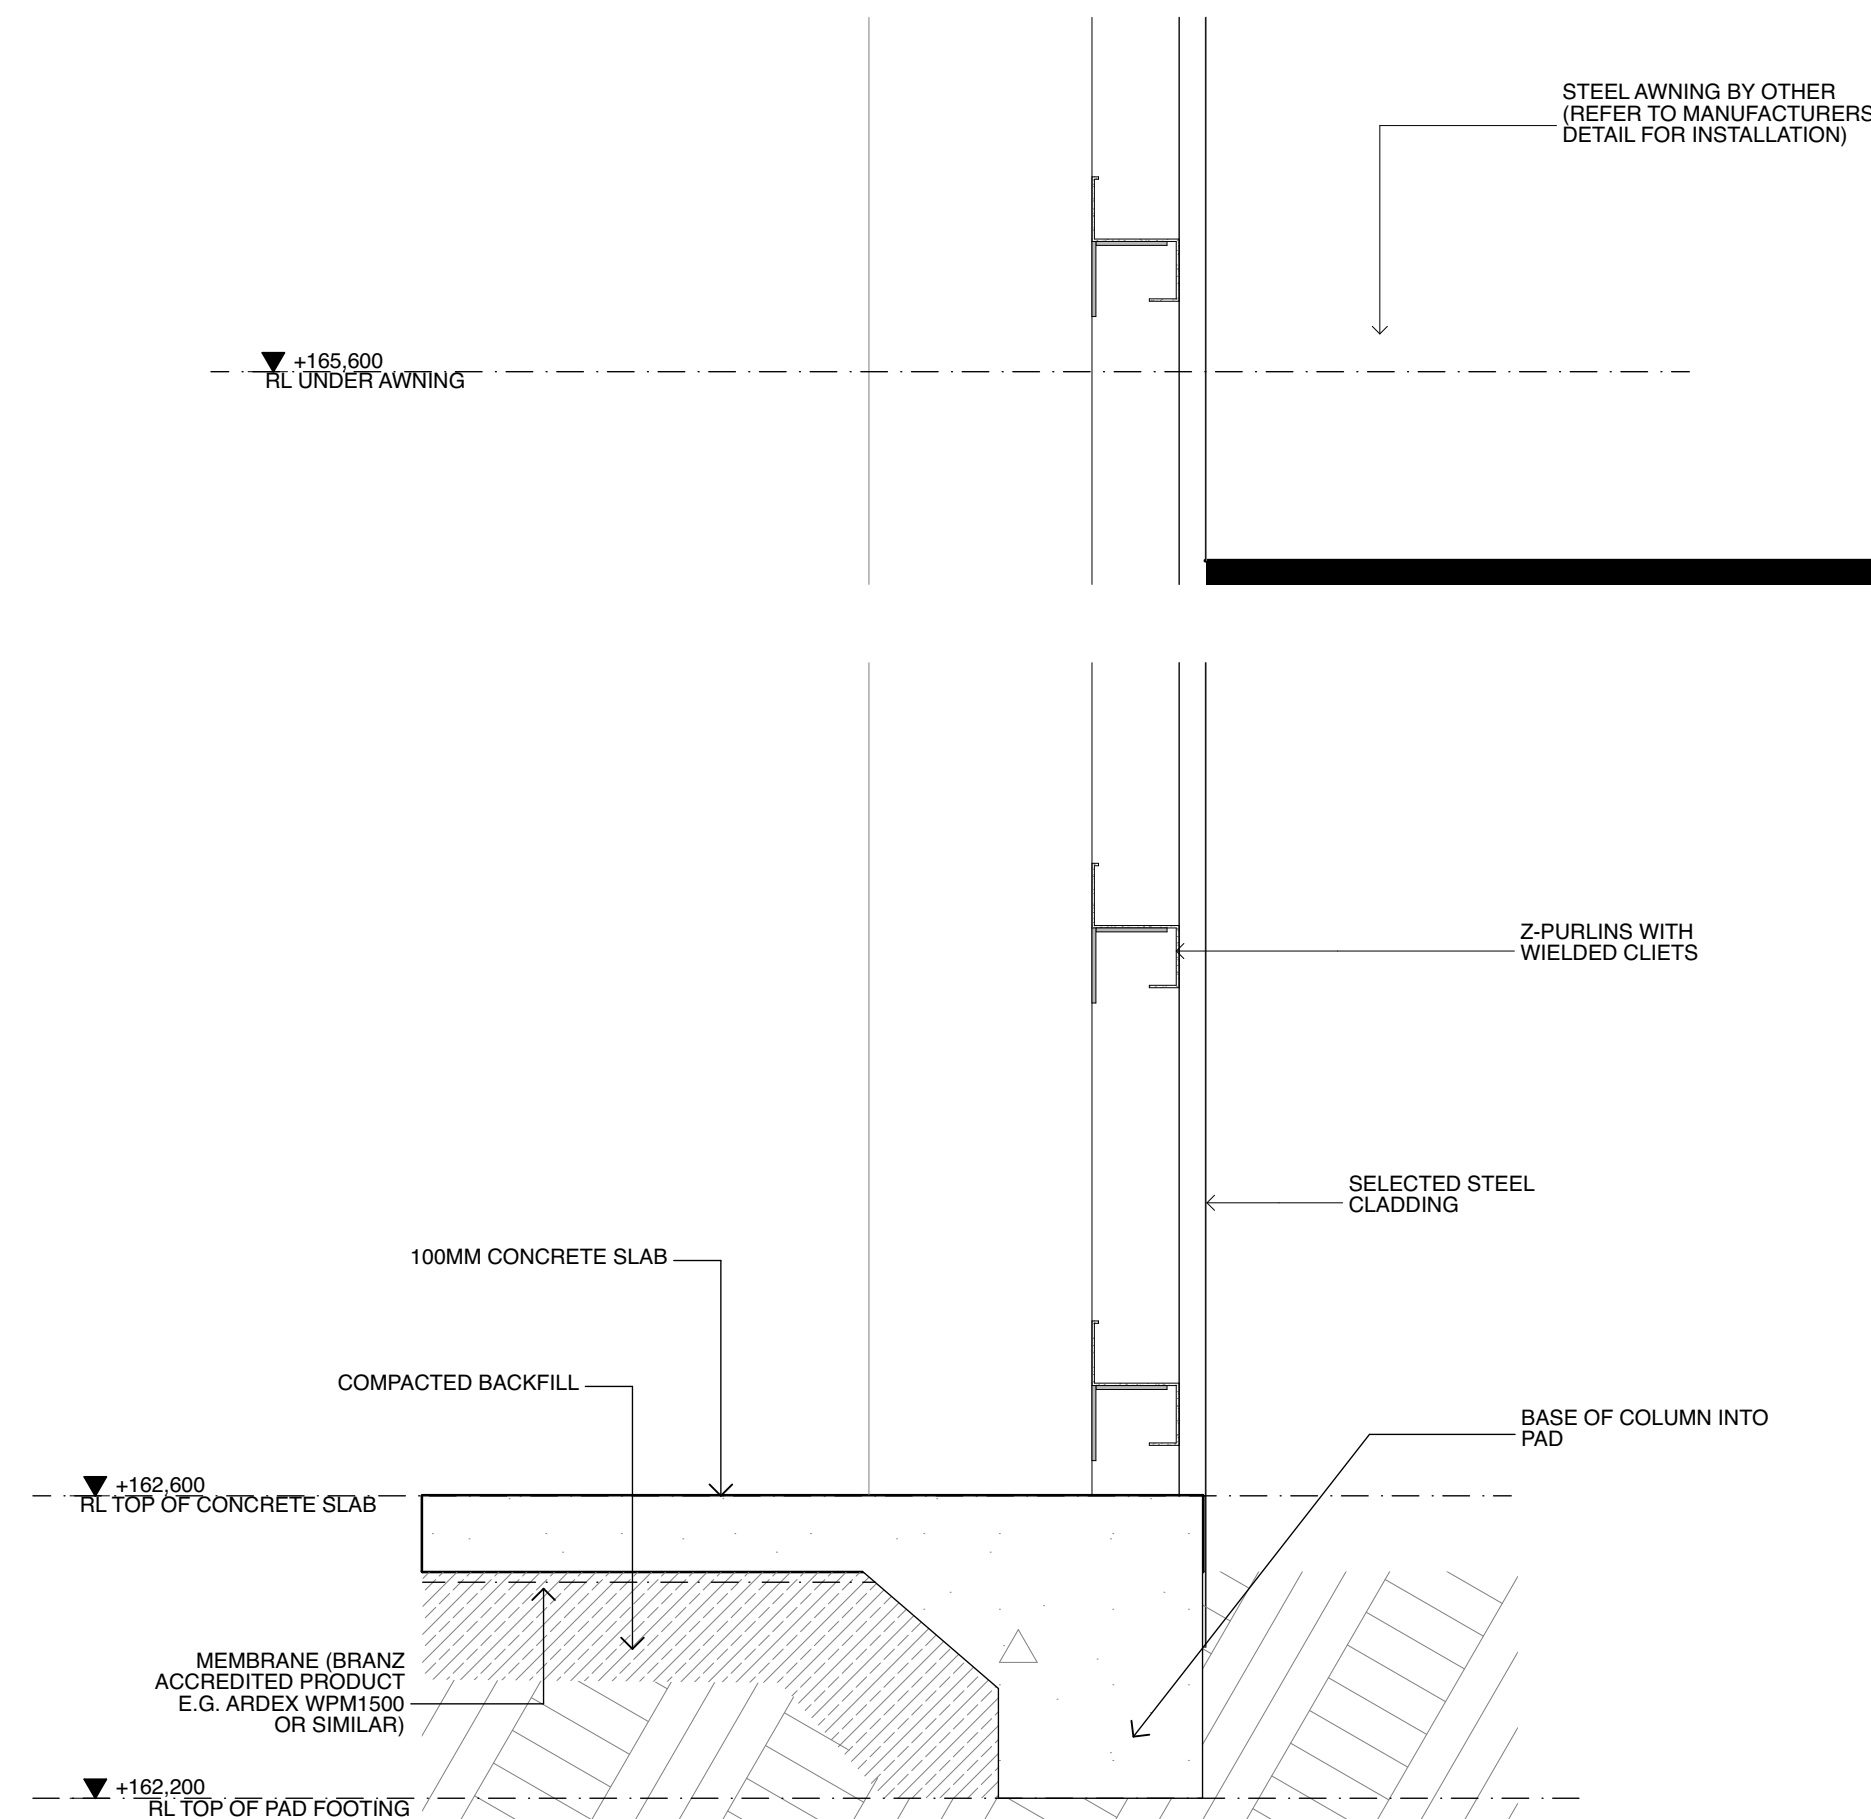 STEEL AWNING BY OTHER
(REFER TO MANUFACTURERS
DETAIL FOR INSTALLATION)
+165,600
RL UNDER AWNING
Z-PURLINS WITH
WIELDED CLIETS
SELECTED STEEL
CLADDING
100MM CONCRETE SLAB
COMPACTED BACKFILL
BASE OF COLUMN INTO
PAD
+162,600
RL TOP OF CONCRETE SLAB
MEMBRANE (BRANZ
ACCREDITED PRODUCT
E.G. ARDEX WPM1500
OR SIMILAR)
+162,200
RL TOP OF PAD FOOTING